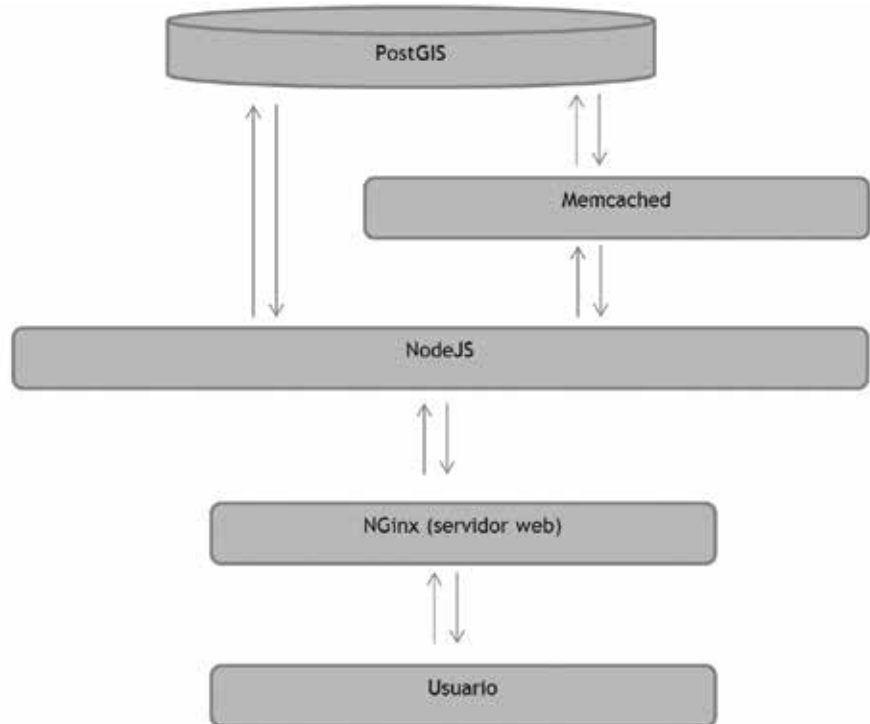 PostGIS
Memcached
NodeJS
NGinx (servidor web)
Usuario